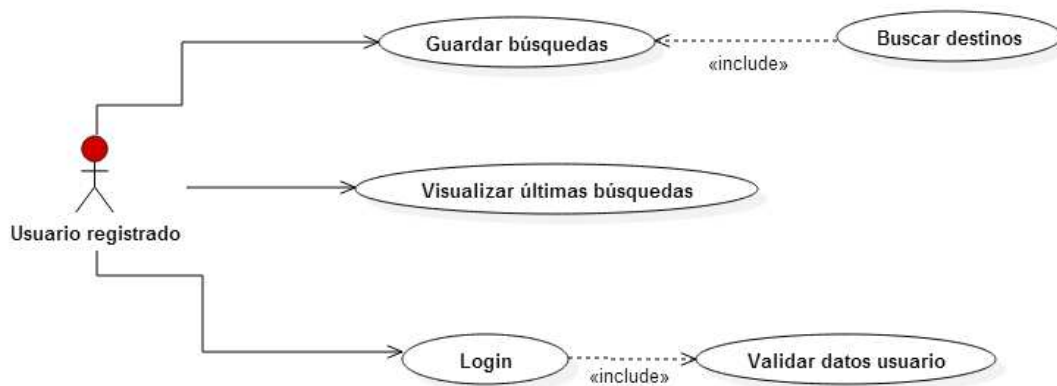 Guardar búsquedas
Buscar destinos
«include»
Visualizar últimas búsquedas
Usuario registrado
Login
Validar datos usuario
«include»